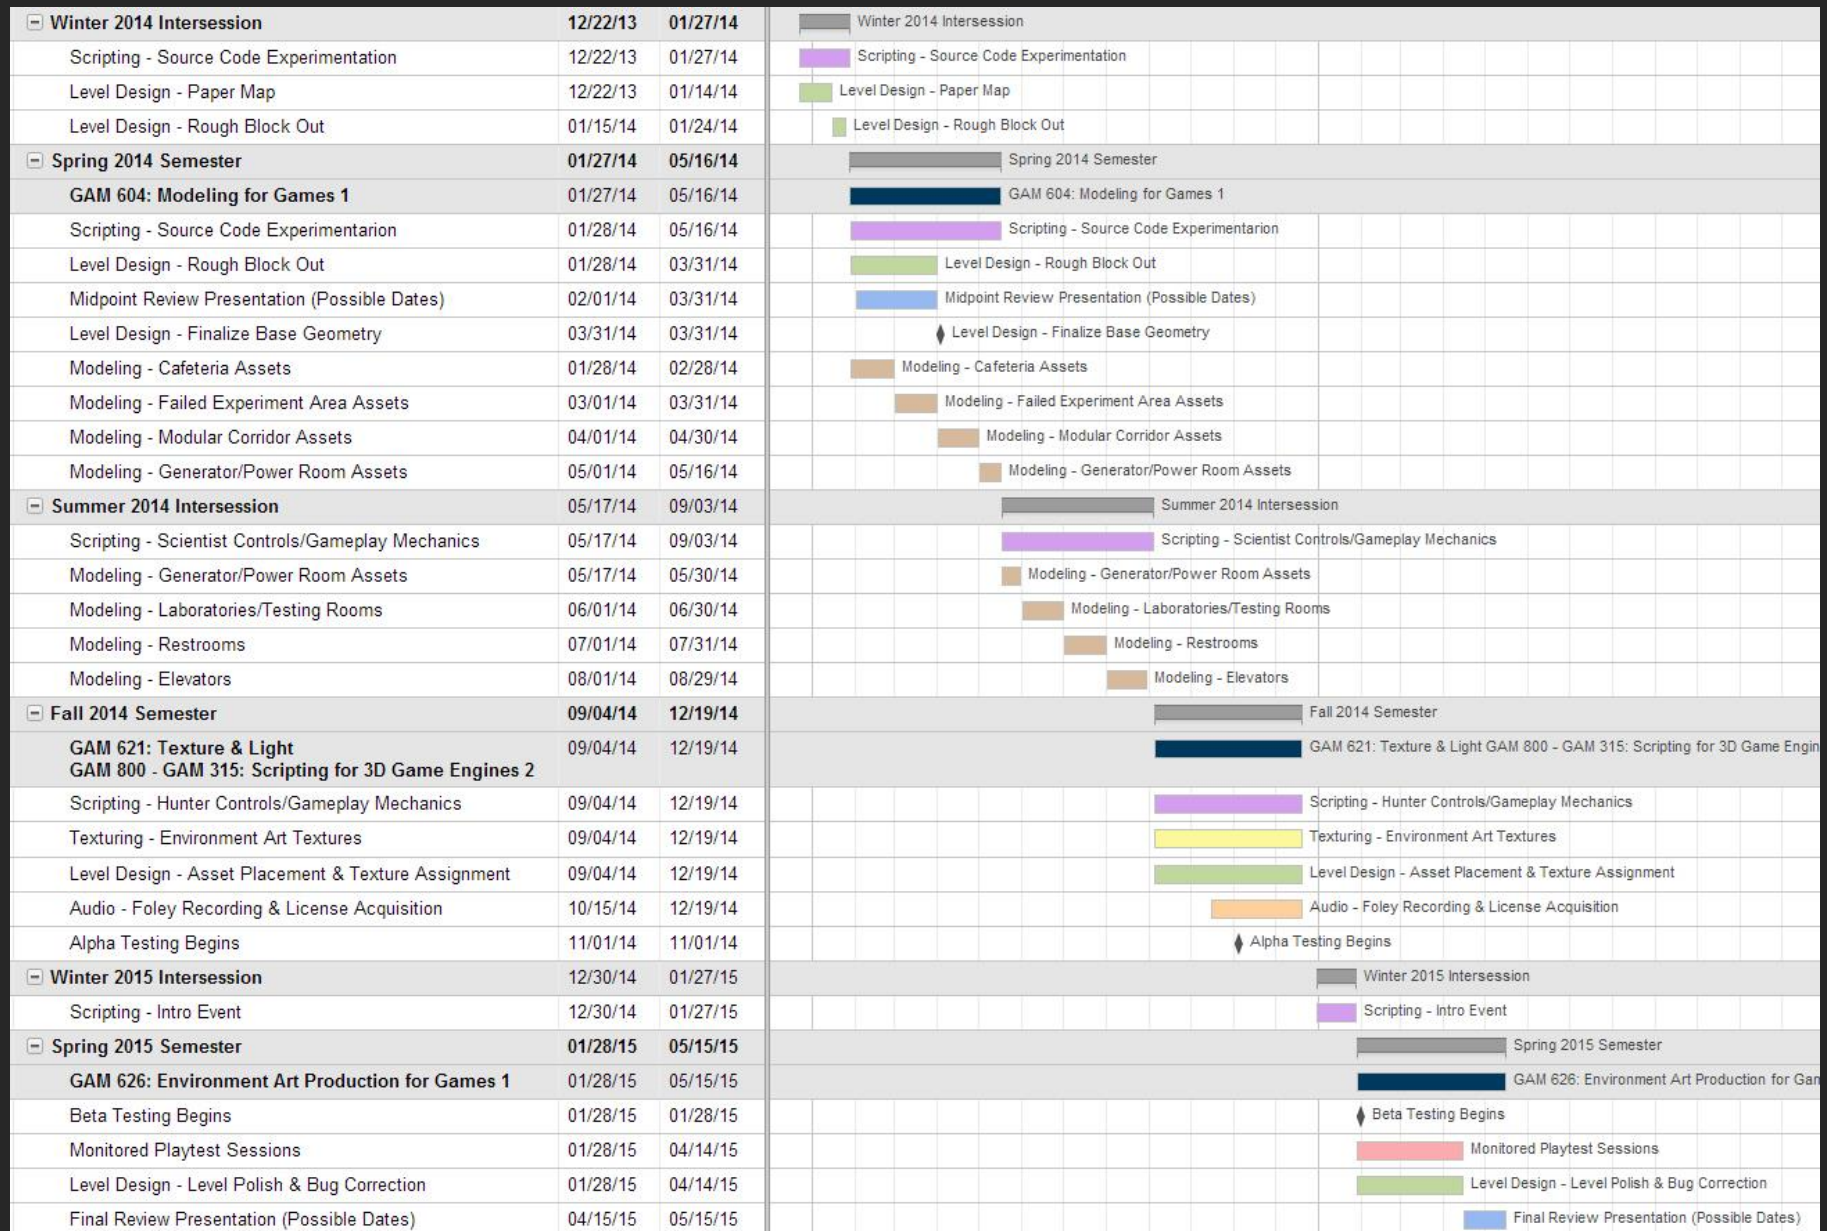 Winter 2014 Intersession 12/22/13 01/27/14 Winter 2014 Intersession
Scripting - Source Code Experimentation 12/22/13 01/27/14 Scripting - Source Code Experimentation
Level Design - Paper Map 12/22/13 01/14/14 Level Design - Paper Map
Level Design - Rough Block Out 01/15/14 01/24/14 Level Design - Rough Block Out
Spring 2014 Semester 01/27/14 05/16/14 Spring 2014 Semester
GAM 604: Modeling for Games 1 01/27/14 05/16/14 GAM 604: Modeling for Games 1
Scripting - Source Code Experimentarion 01/28/14 05/16/14 Scripting - Source Code Experimentarion
Level Design - Rough Block Out 01/28/14 03/31/14 Level Design - Rough Block Out
Midpoint Review Presentation (Possible Dates) 02/01/14 03/31/14 Midpoint Review Presentation (Possible Dates)
Level Design - Finalize Base Geometry 03/31/14 03/31/14 Level Design - Finalize Base Geometry
Modeling - Cafeteria Assets 01/28/14 02/28/14 Modeling - Cafeteria Assets
Modeling - Failed Experiment Area Assets 03/01/14 03/31/14 Modeling - Failed Experiment Area Assets
Modeling - Modular Corridor Assets 04/01/14 04/30/14 Modeling - Modular Corridor Assets
Modeling - Generator/Power Room Assets 05/01/14 05/16/14 Modeling - Generator/Power Room Assets
Summer 2014 Intersession 05/17/14 09/03/14 Summer 2014 Intersession
Scripting - Scientist Controls/Gameplay Mechanics 05/17/14 09/03/14 Scripting - Scientist Controls/Gameplay Mechanics
Modeling - Generator/Power Room Assets 05/17/14 05/30/14 Modeling - Generator/Power Room Assets
Modeling - Laboratories/Testing Rooms 06/01/14 06/30/14 Modeling - Laboratories/Testing Rooms
Modeling - Restrooms 07/01/14 07/31/14 Modeling - Restrooms
Modeling - Elevators 08/01/14 08/29/14 Modeling - Elevators
Fall 2014 Semester 09/04/14 12/19/14 Fall 2014 Semester
GAM 621: Texture & Light 09/04/14 12/19/14 GAM 621: Texture & Light GAM 800 - GAM 315: Scripting for 3D Game Engin
GAM 800 - GAM 315: Scripting for 3D Game Engines 2
Scripting - Hunter Controls/Gameplay Mechanics 09/04/14 12/19/14 Scripting - Hunter Controls/Gameplay Mechanics
Texturing - Environment Art Textures 09/04/14 12/19/14 Texturing - Environment Art Textures
Level Design - Asset Placement & Texture Assignment 09/04/14 12/19/14 Level Design - Asset Placement & Texture Assignment
Audio - Foley Recording & License Acquisition 10/15/14 12/19/14 Audio - Foley Recording & License Acquisition
Alpha Testing Begins 11/01/14 11/01/14 Alpha Testing Begins
Winter 2015 Intersession 12/30/14 01/27/15 Winter 2015 Intersession
Scripting - Intro Event 12/30/14 01/27/15 Scripting - Intro Event
Spring 2015 Semester 01/28/15 05/15/15 Spring 2015 Semester
GAM 626: Environment Art Production for Games 1 01/28/15 05/15/15 GAM 626: Environment Art Production for Gam
Beta Testing Begins 01/28/15 01/28/15 Beta Testing Begins
Monitored Playtest Sessions 01/28/15 04/14/15 Monitored Playtest Sessions
Level Design - Level Polish & Bug Correction 01/28/15 04/14/15 Level Design - Level Polish & Bug Correction
Final Review Presentation (Possible Dates) 04/15/15 05/15/15 Final Review Presentation (Possible Dates)